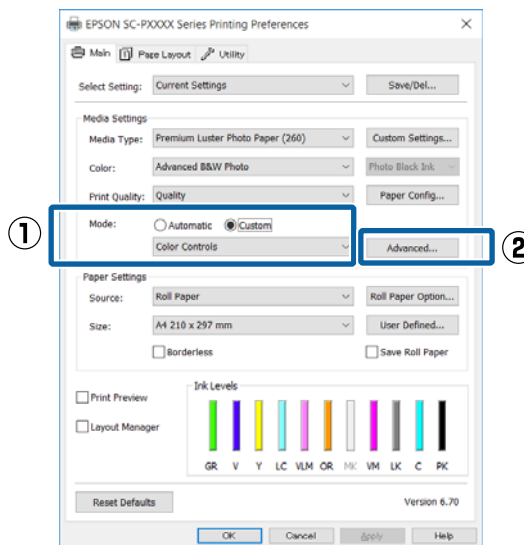 EPSON SC-PXXXX Series Printing Preferences
Main Page Layout Utility
Select Setting: Current Settings Save/Del...
Media Settings
Media Type: Premium Luster Photo Paper (260) Custom Settings...
Color: Advanced B&W Photo Photo Black Ink
Print Quality: Quality Paper Config...
① Mode: Automatic Custom
Color Controls Advanced... ②
Paper Settings
Source: Roll Paper Roll Paper Option...
Size: A4 210 x 297 mm User Defined...
Borderless Save Roll Paper
Print Preview
Layout Manager
Ink Levels
GR V Y LC VLM OR MK VM LK C PK
Reset Defaults Version 6.70
OK Cancel Apply Help